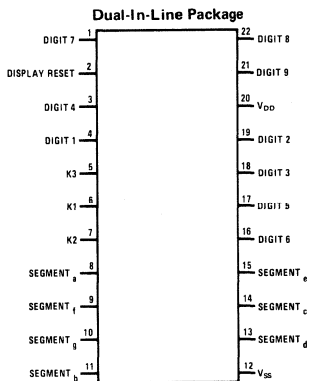 Dual-In-Line Package
DIGIT 7 1
22 DIGIT 8
DISPLAY RESET 2
21 DIGIT 9
DIGIT 4 3
20 VDD
DIGIT 1 4
19 DIGIT 2
K3 5
18 DIGIT 3
K1 6
17 DIGIT 5
K2 7
16 DIGIT 6
SEGMENT a 8
15 SEGMENT e
SEGMENT f 9
14 SEGMENT c
SEGMENT g 10
13 SEGMENT d
SEGMENT b 11
12 VSS